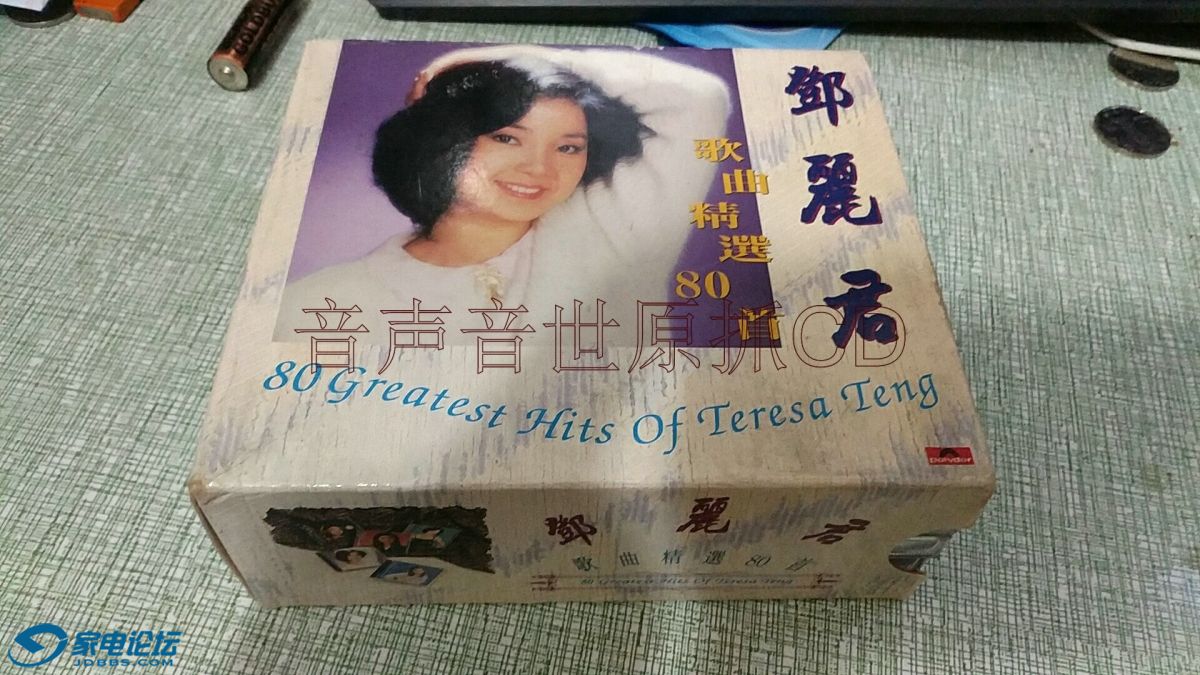 GOLDBU
鄧麗君
歌曲精選80首
音声音世原抓CD
80 Greatest Hits Of Teresa Teng
polydor
鄧麗君
歌曲精選80首
80 Greatest Hits Of Teresa Teng
家电论坛
JDBBS.COM